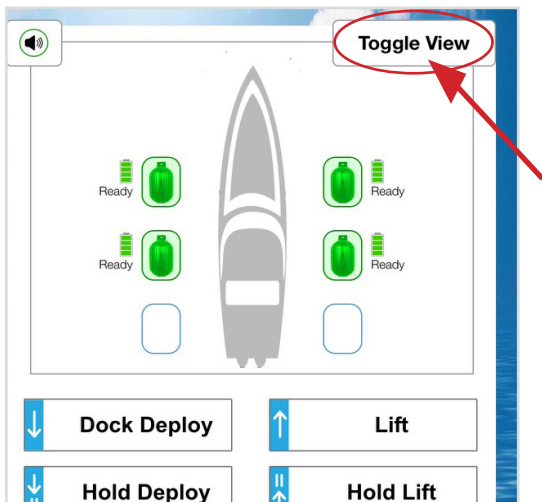 Toggle View
Ready
Ready
Ready
Ready
Dock Deploy
Lift
Hold Deploy
Hold Lift